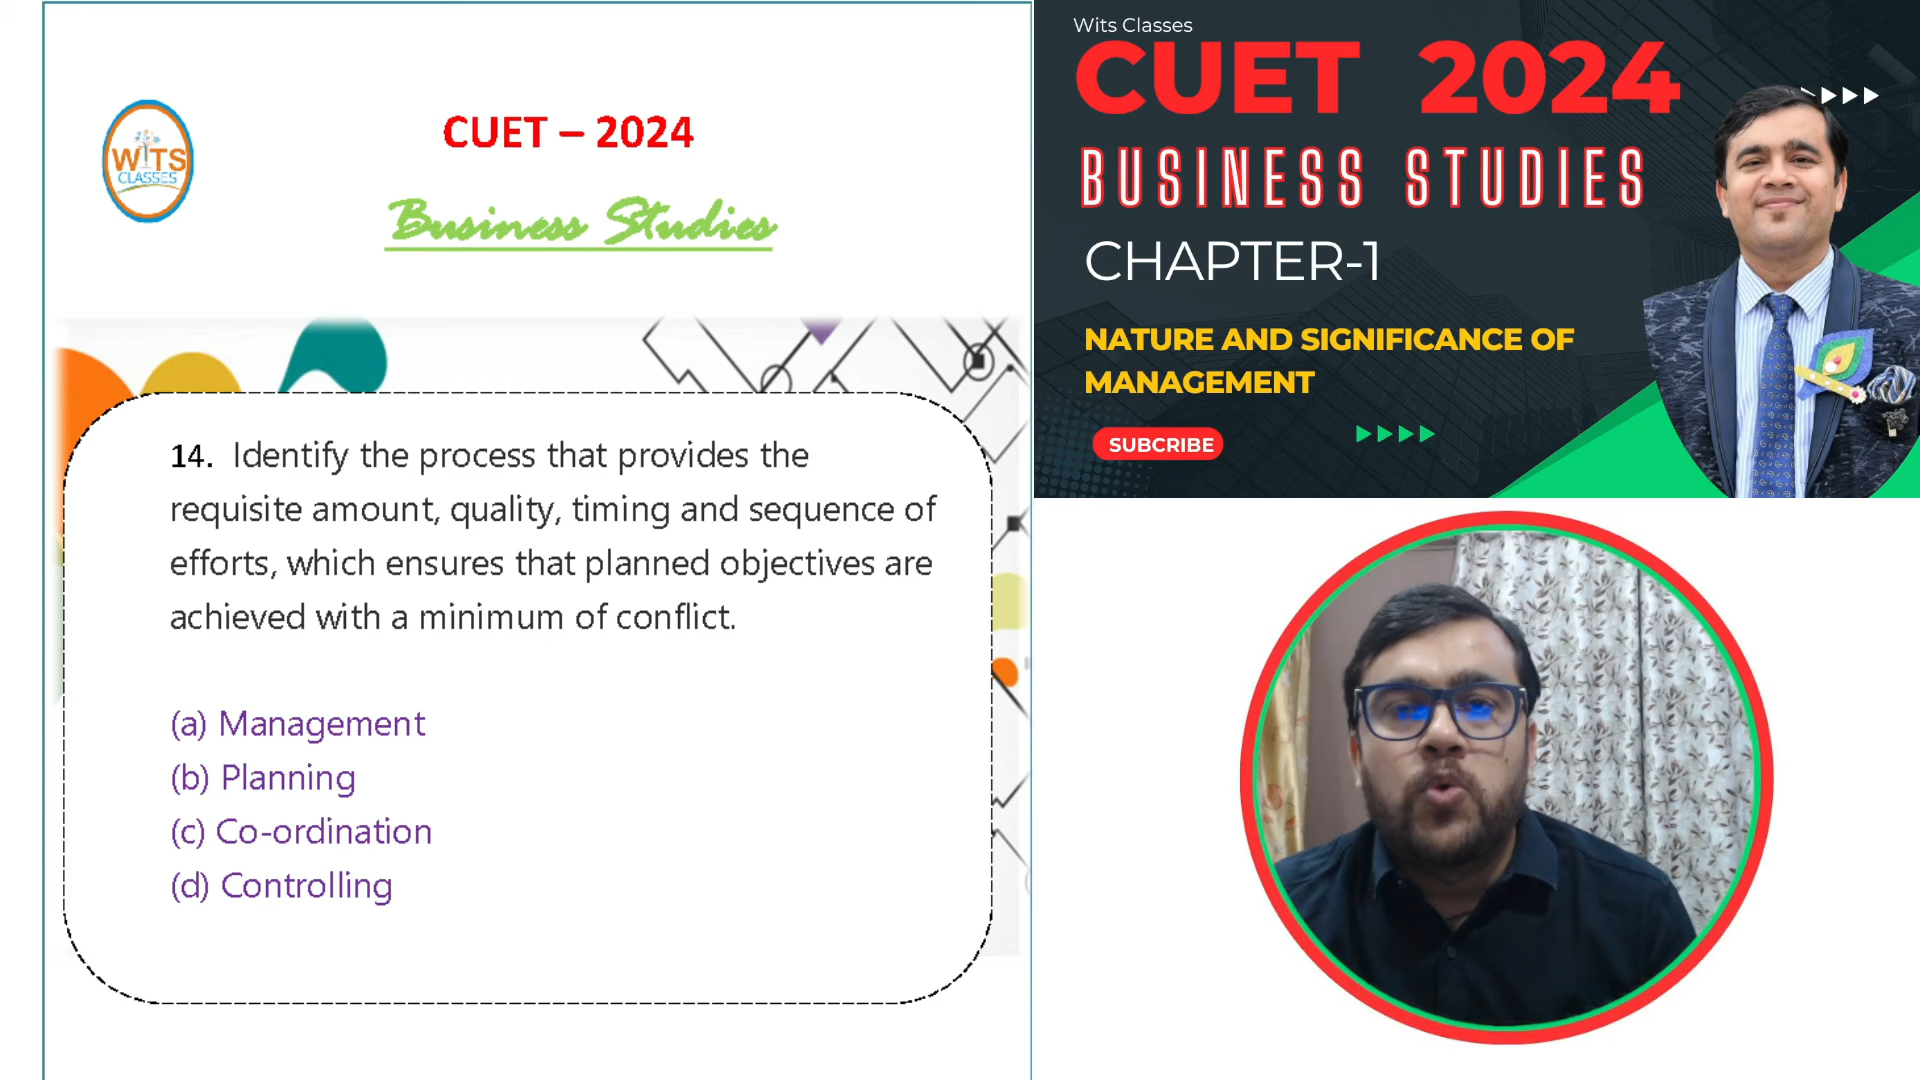 WITS
CLASSES
CUET – 2024
Business Studies
14. Identify the process that provides the
requisite amount, quality, timing and sequence of
efforts, which ensures that planned objectives are
achieved with a minimum of conflict.
(a) Management
(b) Planning
(c) Co-ordination
(d) Controlling
Wits Classes
CUET 2024
BUSINESS STUDIES
CHAPTER-1
NATURE AND SIGNIFICANCE OF
MANAGEMENT
SUBCRIBE